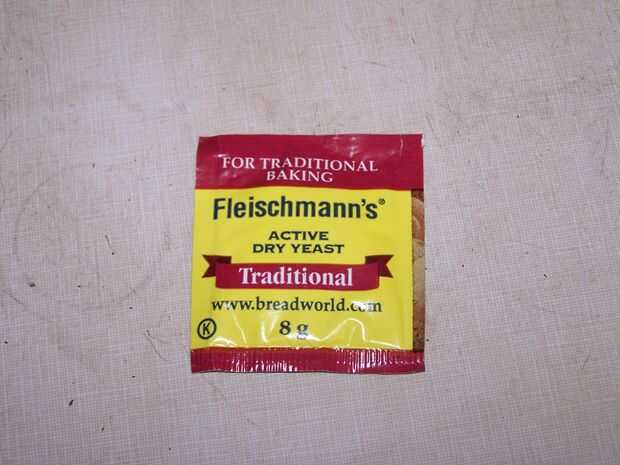 FOR TRADITIONAL
BAKING
Fleischmann's®
ACTIVE
DRY YEAST
Traditional
www.breadworld.com
K
8 g